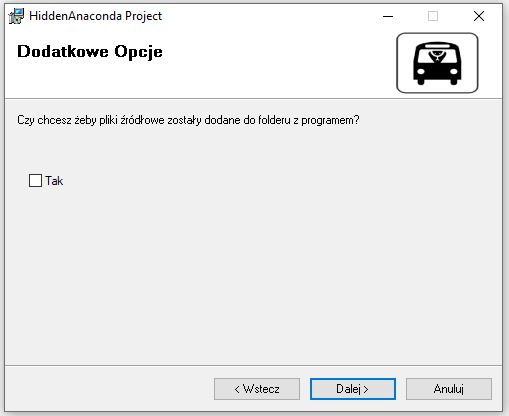 HiddenAnaconda Project
Dodatkowe Opcje
Czy chcesz żeby pliki źródłowe zostały dodane do folderu z programem?
Tak
< Wstecz
Dalej >
Anuluj